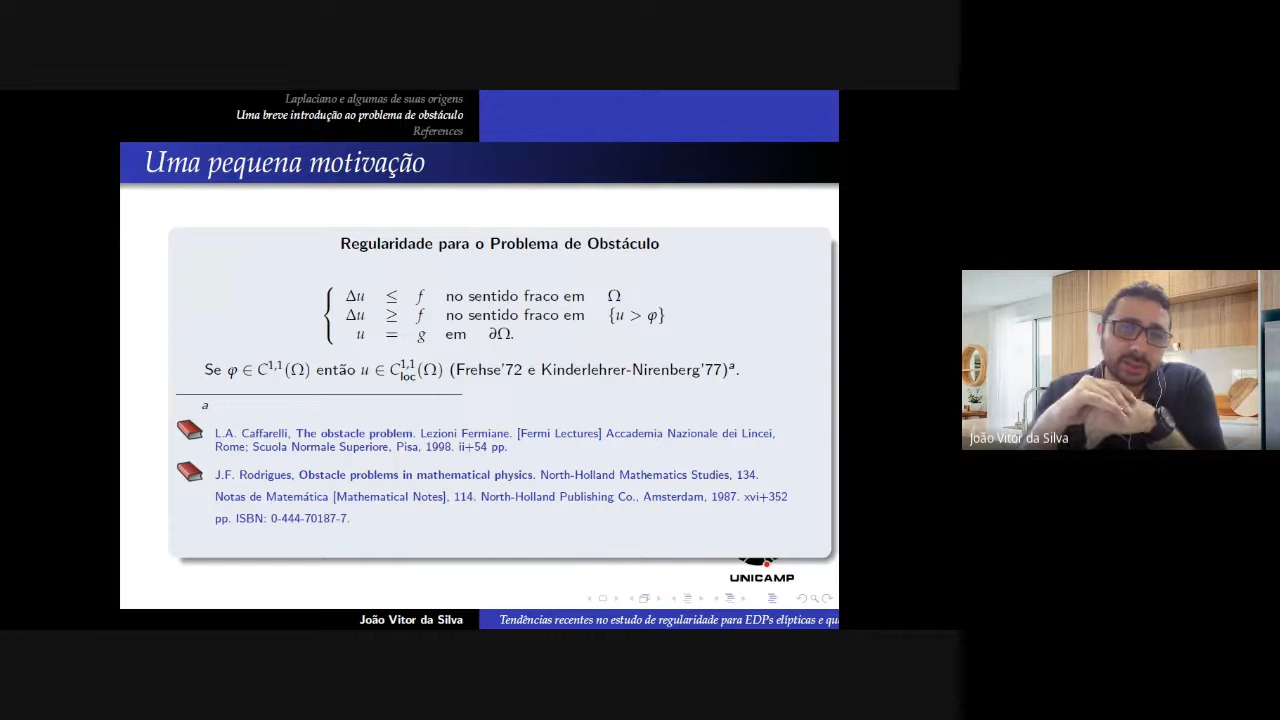 Laplaciano e algumas de suas origens
Uma breve introdução ao problema de obstáculo
References
Uma pequena motivação
Regularidade para o Problema de Obstáculo
Δu ≤ f no sentido fraco em Ω
Δu ≥ f no sentido fraco em {u > φ}
u = g em ∂Ω.
Se φ ∈ C^{1,1}(Ω) então u ∈ C^{1,1}_{loc}(Ω) (Frehse'72 e Kinderlehrer-Nirenberg'77)^a.
a
L.A. Caffarelli, The obstacle problem. Lezioni Fermiane. [Fermi Lectures] Accademia Nazionale dei Lincei,
Rome; Scuola Normale Superiore, Pisa, 1998. ii+54 pp.
J.F. Rodrigues, Obstacle problems in mathematical physics. North-Holland Mathematics Studies, 134.
Notas de Matemática [Mathematical Notes], 114. North-Holland Publishing Co., Amsterdam, 1987. xvi+352
pp. ISBN: 0-444-70187-7.
UNICAMP
João Vitor da Silva
Tendências recentes no estudo de regularidade para EDPs elípticas e qu
João Vitor da Silva